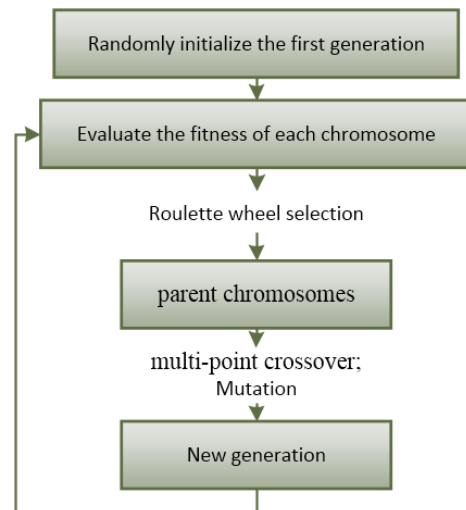 Randomly initialize the first generation
Evaluate the fitness of each chromosome
Roulette wheel selection
parent chromosomes
multi-point crossover;
Mutation
New generation